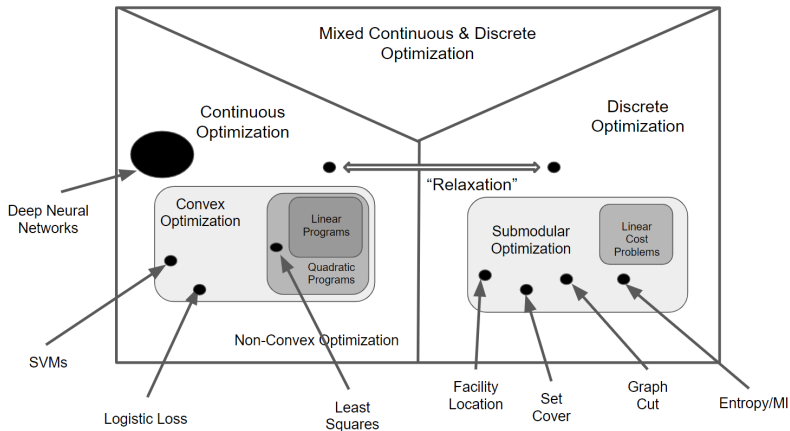 Mixed Continuous & Discrete
Optimization
Continuous
Optimization
Discrete
Optimization
“Relaxation”
Deep Neural
Networks
Convex
Optimization
Linear
Programs
Quadratic
Programs
Submodular
Optimization
Linear
Cost
Problems
Non-Convex Optimization
SVMs
Logistic Loss
Least
Squares
Facility
Location
Set
Cover
Graph
Cut
Entropy/MI